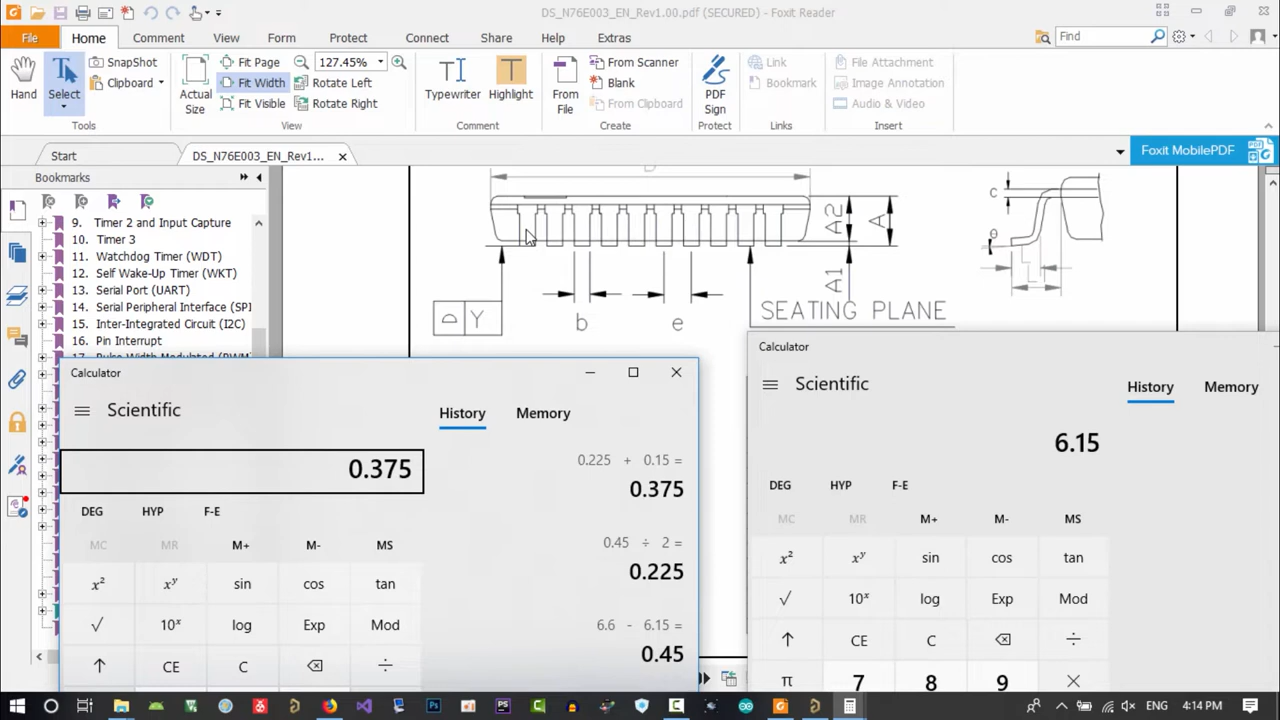 DS_N76E003_EN_Rev1.00.pdf (SECURED) - Foxit Reader
File Home Comment View Form Protect Connect Share Help Extras Find
Hand
Select
SnapShot
Clipboard
Tools
Actual Size
Fit Page
Fit Width
Fit Visible
127.45%
Rotate Left
Rotate Right
View
Typewriter
Highlight
Comment
From File
From Scanner
Blank
From Clipboard
Create
PDF Sign
Protect
Link
Bookmark
Links
File Attachment
Image Annotation
Audio & Video
Insert
Start
DS_N76E003_EN_Rev1...
Foxit MobilePDF
Bookmarks
9. Timer 2 and Input Capture
10. Timer 3
11. Watchdog Timer (WDT)
12. Self Wake-Up Timer (WKT)
13. Serial Port (UART)
14. Serial Peripheral Interface (SPI
15. Inter-Integrated Circuit (I2C)
16. Pin Interrupt
17. Pulse Width Modulated (PWM
D
A2
A
A1
Y
b
e
SEATING PLANE
c
θ
L
Calculator
Scientific
History Memory
0.375
0.225 + 0.15 =
0.375
0.45 ÷ 2 =
0.225
6.6 - 6.15 =
0.45
DEG HYP F-E
MC MR M+ M- MS
x² xʸ sin cos tan
√ 10ˣ log Exp Mod
↑ CE C ⌫ ÷
Calculator
Scientific
History Memory
6.15
DEG HYP F-E
MC MR M+ M- MS
x² xʸ sin cos tan
√ 10ˣ log Exp Mod
↑ CE C ⌫ ÷
π 7 8 9 ×
ENG 4:14 PM